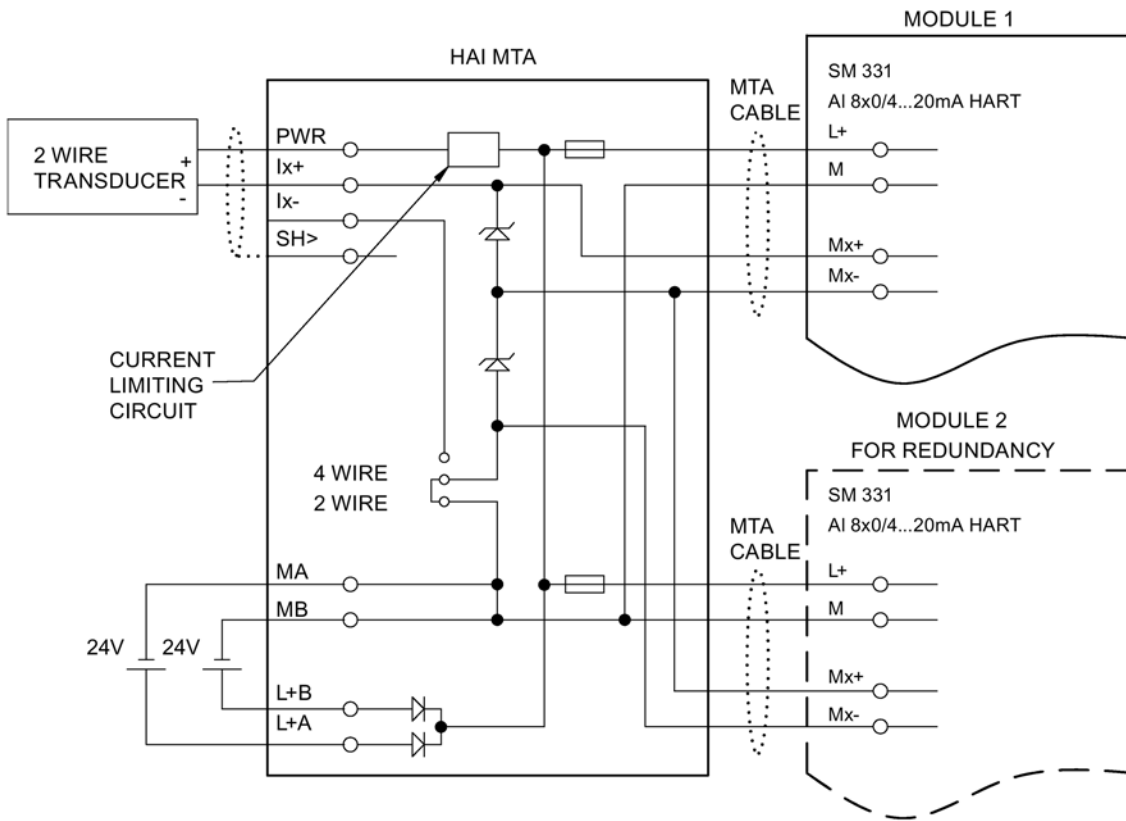 MODULE 1
HAI MTA
SM 331
AI 8x0/4...20mA HART
MTA
CABLE
L+
M
Mx+
Mx-
2 WIRE
TRANSDUCER
+
-
PWR
Ix+
Ix-
SH>
CURRENT
LIMITING
CIRCUIT
4 WIRE
2 WIRE
MODULE 2
FOR REDUNDANCY
SM 331
AI 8x0/4...20mA HART
MTA
CABLE
L+
M
Mx+
Mx-
MA
MB
24V
24V
L+B
L+A